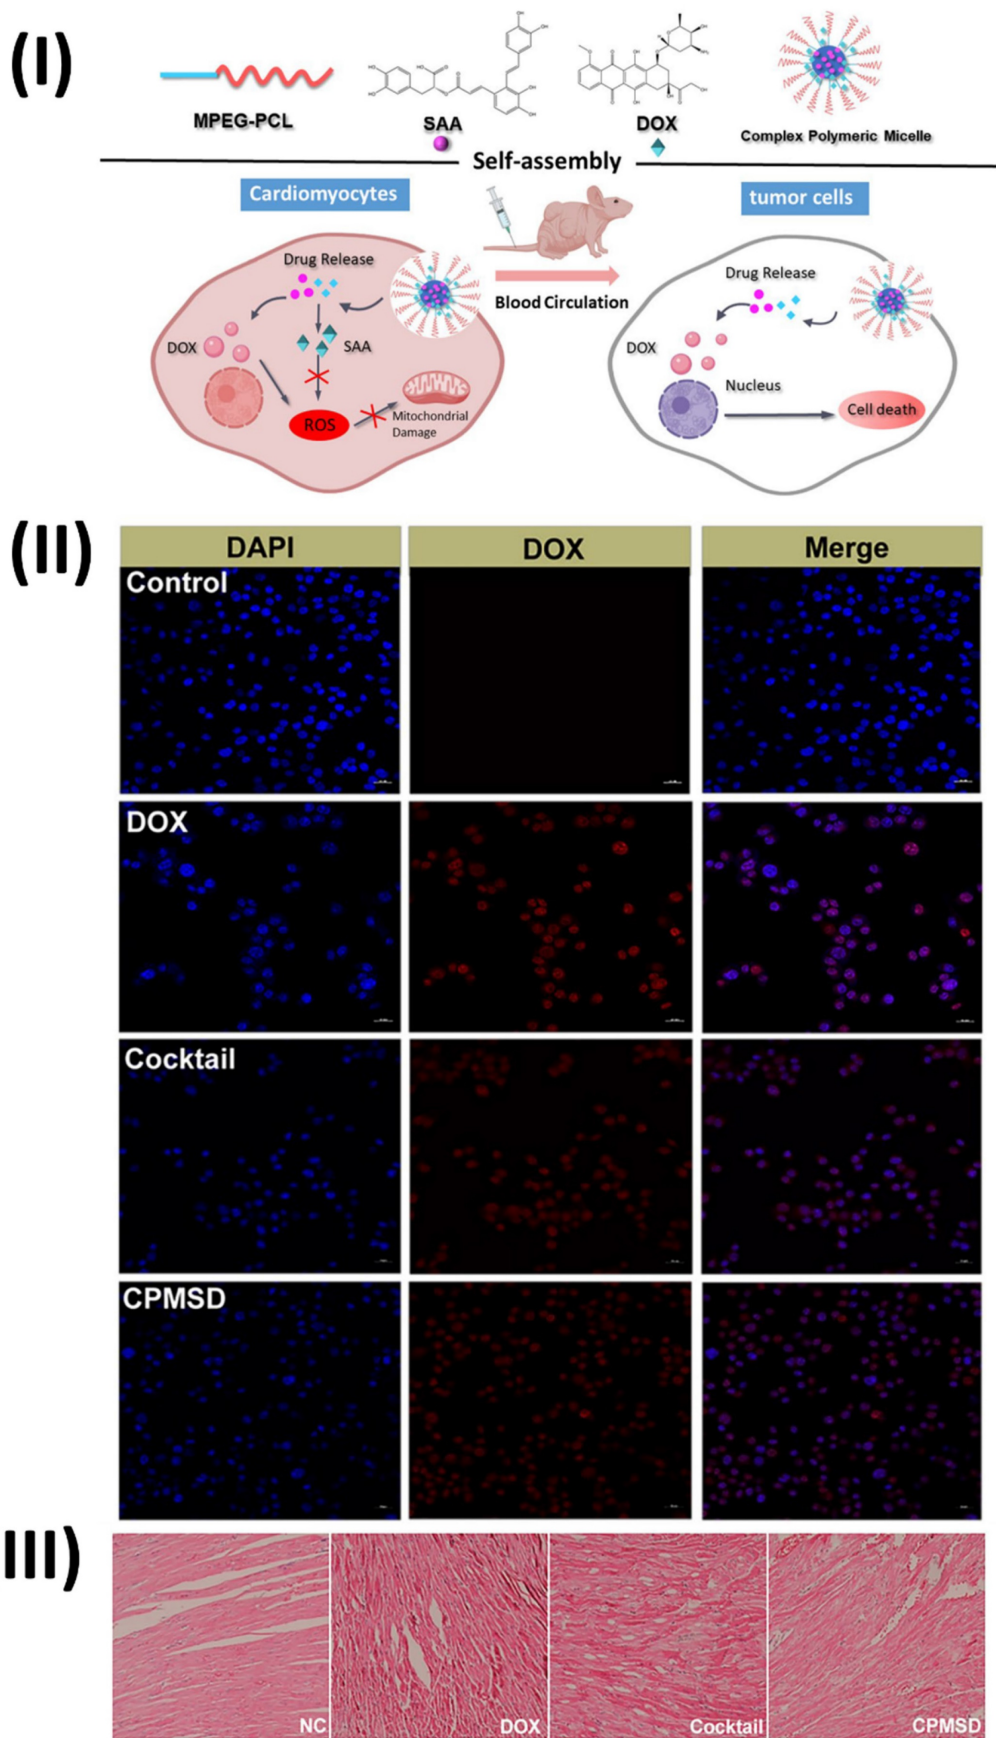 (I)
MPEG-PCL
SAA
DOX
Complex Polymeric Micelle
Self-assembly
Cardiomyocytes
tumor cells
Drug Release
DOX
SAA
ROS
Mitochondrial
Damage
Blood Circulation
Drug Release
DOX
Nucleus
Cell death
(II)
DAPI
DOX
Merge
Control
DOX
Cocktail
CPMSD
III)
NC
DOX
Cocktail
CPMSD